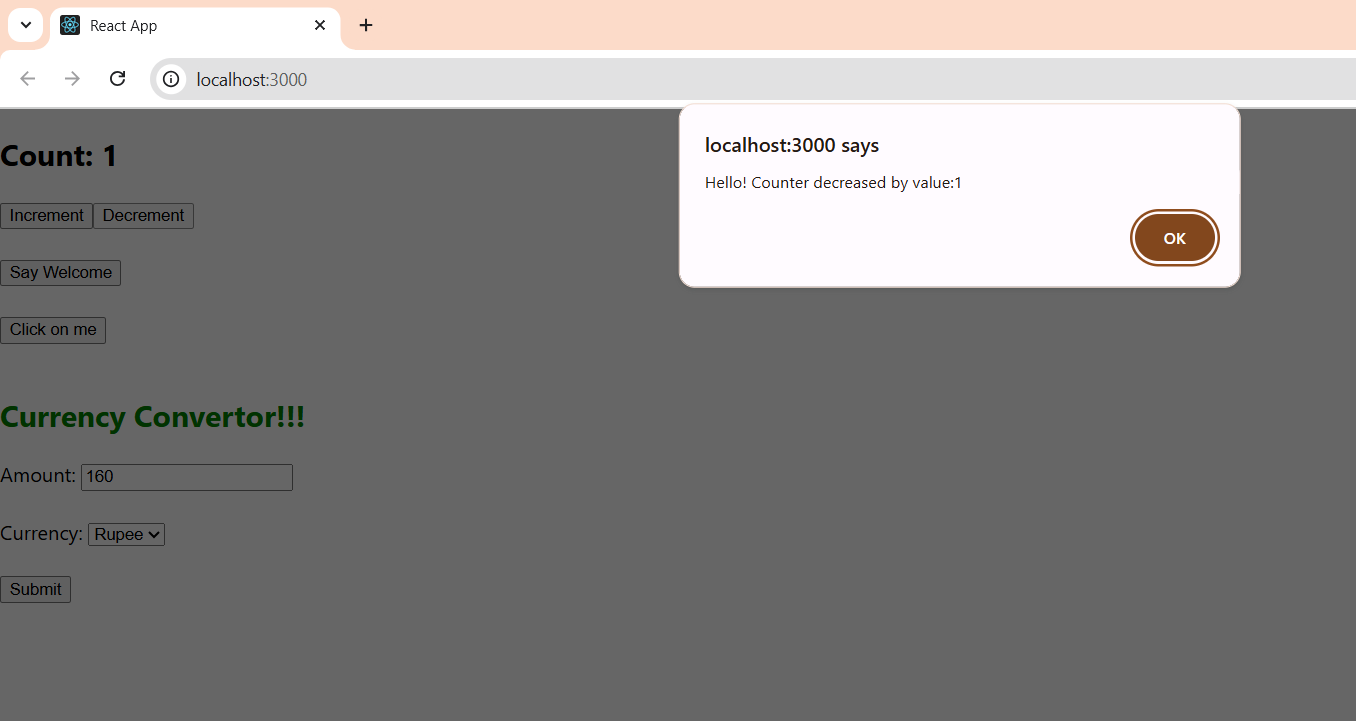 React App
localhost:3000
localhost:3000 says
Hello! Counter decreased by value:1
OK
Count: 1
Increment Decrement
Say Welcome
Click on me
Currency Convertor!!!
Amount: 160
Currency: Rupee
Submit